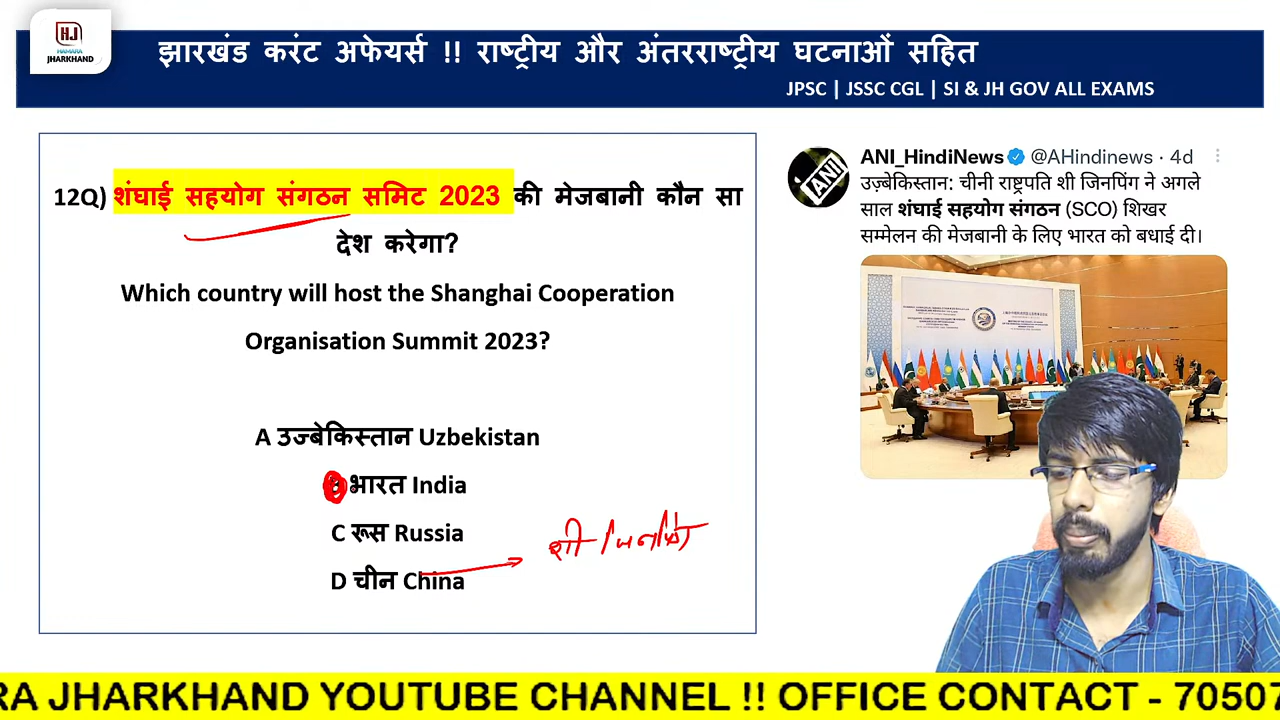 HJ
HAMARA
JHARKHAND
झारखंड करंट अफेयर्स !! राष्ट्रीय और अंतरराष्ट्रीय घटनाओं सहित
JPSC | JSSC CGL | SI & JH GOV ALL EXAMS
12Q) शंघाई सहयोग संगठन समिट 2023 की मेजबानी कौन सा
देश करेगा?
Which country will host the Shanghai Cooperation
Organisation Summit 2023?
A उज्बेकिस्तान Uzbekistan
भारत India
C रूस Russia
D चीन China
शी जिनपिंग
ANI
ANI_HindiNews @AHindinews · 4d
उज़्बेकिस्तान: चीनी राष्ट्रपति शी जिनपिंग ने अगले
साल शंघाई सहयोग संगठन (SCO) शिखर
सम्मेलन की मेजबानी के लिए भारत को बधाई दी।
RA JHARKHAND YOUTUBE CHANNEL !! OFFICE CONTACT - 7050